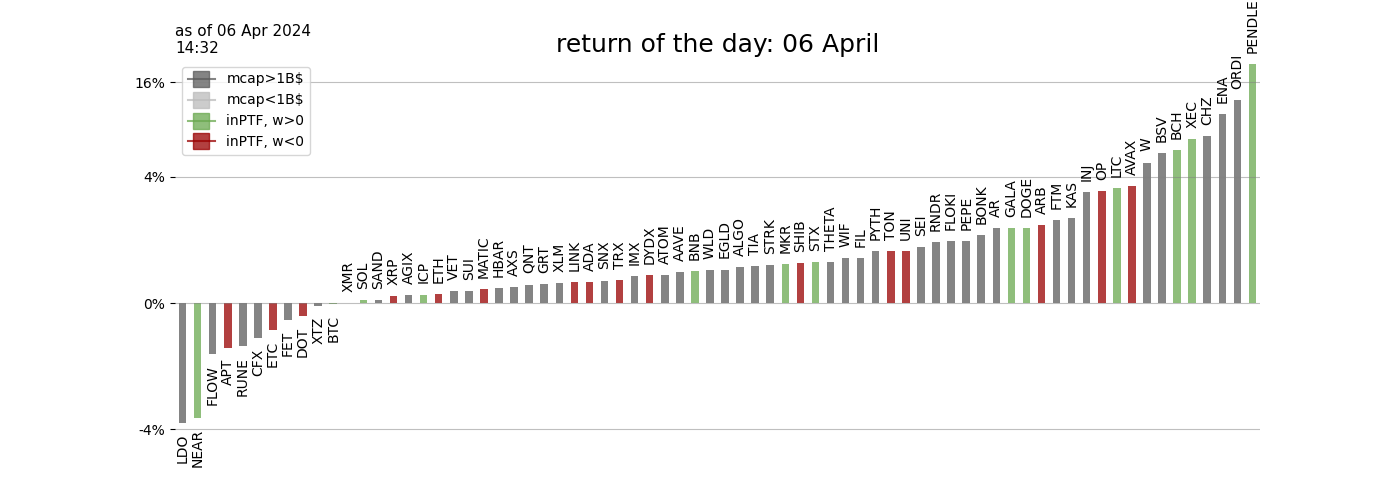 as of 06 Apr 2024
14:32
return of the day: 06 April
mcap>1B$
mcap<1B$
inPTF, w>0
inPTF, w<0
16%
4%
0%
-4%
LDO
NEAR
FLOW
APT
RUNE
CFX
ETC
FET
DOT
XTZ
BTC
XMR
SOL
SAND
XRP
AGIX
ICP
ETH
VET
SUI
MATIC
HBAR
AXS
QNT
GRT
XLM
LINK
ADA
SNX
TRX
IMX
DYDX
ATOM
AAVE
BNB
WLD
EGLD
ALGO
TIA
STRK
MKR
SHIB
STX
THETA
WIF
FIL
PYTH
TON
UNI
SEI
RNDR
FLOKI
PEPE
BONK
AR
GALA
DOGE
ARB
FTM
KAS
INJ
OP
LTC
AVAX
W
BSV
BCH
XEC
CHZ
ENA
ORDI
PENDLE